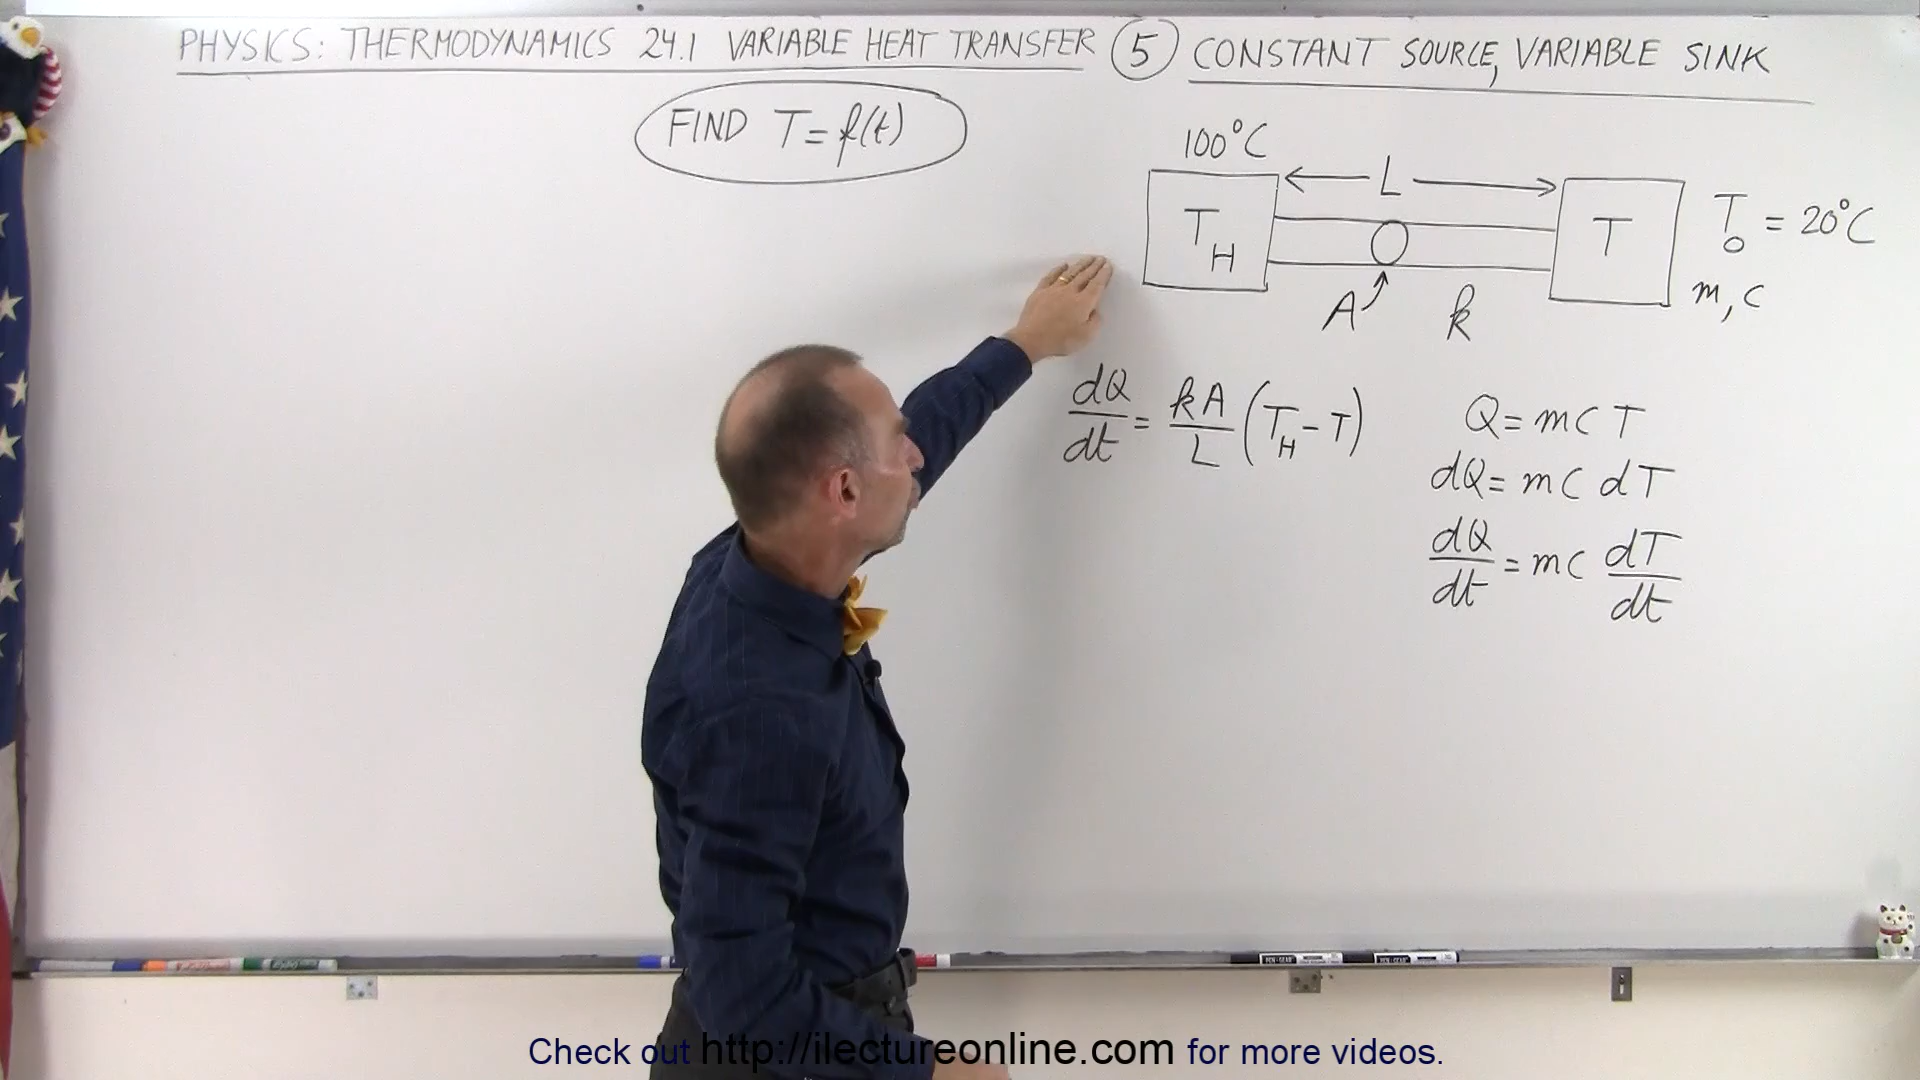 PHYSICS: THERMODYNAMICS 24.1 VARIABLE HEAT TRANSFER (5) CONSTANT SOURCE, VARIABLE SINK
FIND T = f(t)
100°C
L
T_H
T
T_0 = 20°C
A
k
m, c
dQ/dt = kA/L (T_H - T)
Q = mcT
dQ = mc dT
dQ/dt = mc dT/dt
Check out http://ilectureonline.com for more videos.